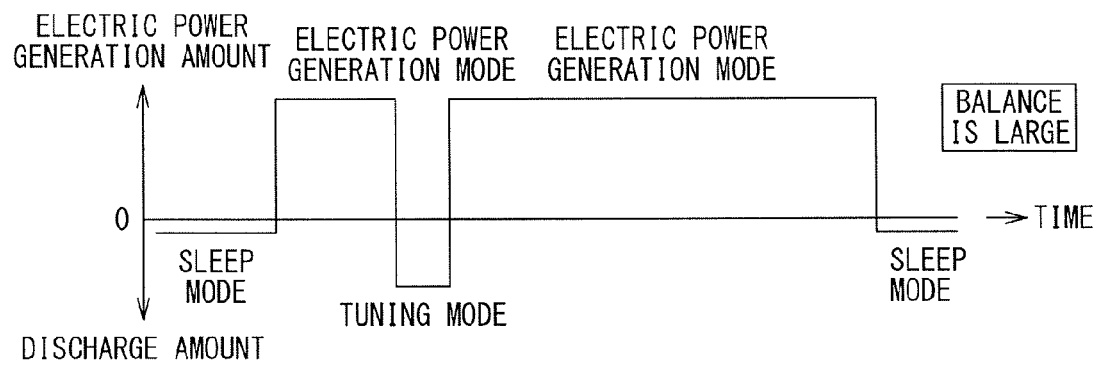 ELECTRIC POWER
GENERATION AMOUNT
ELECTRIC POWER
GENERATION MODE
ELECTRIC POWER
GENERATION MODE
BALANCE
IS LARGE
0
TIME
SLEEP
MODE
TUNING MODE
SLEEP
MODE
DISCHARGE AMOUNT